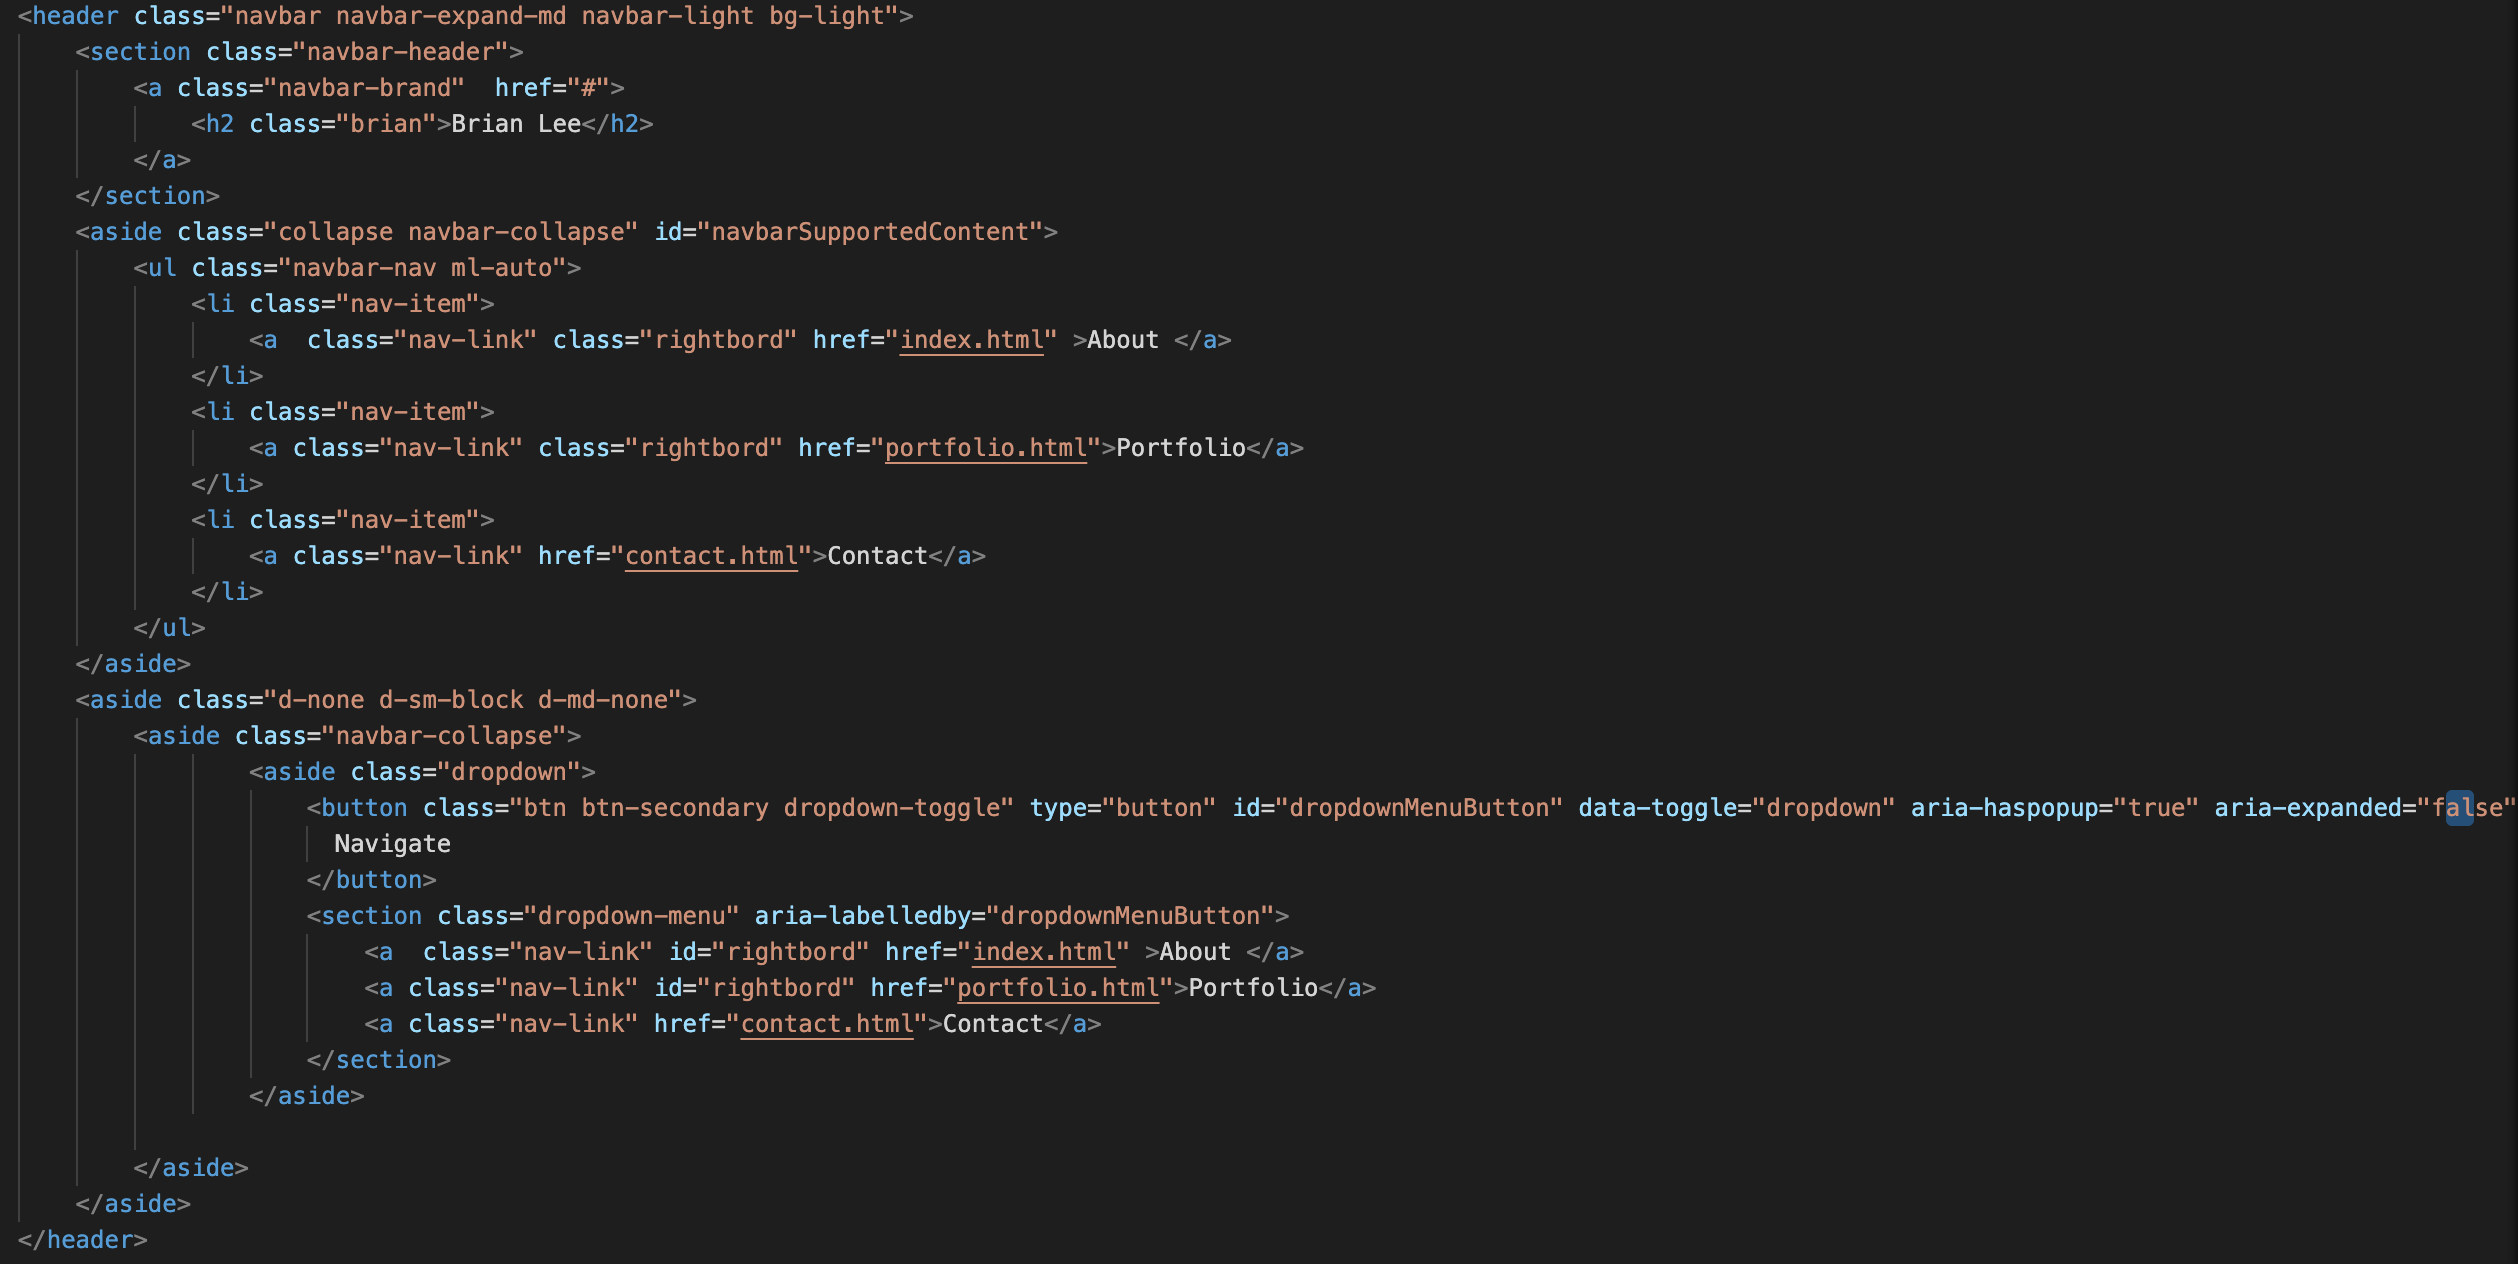 <header class="navbar navbar-expand-md navbar-light bg-light">
    <section class="navbar-header">
        <a class="navbar-brand"  href="#">
            <h2 class="brian">Brian Lee</h2>
        </a>
    </section>
    <aside class="collapse navbar-collapse" id="navbarSupportedContent">
        <ul class="navbar-nav ml-auto">
            <li class="nav-item">
                <a  class="nav-link" class="rightbord" href="index.html" >About </a>
            </li>
            <li class="nav-item">
                <a class="nav-link" class="rightbord" href="portfolio.html">Portfolio</a>
            </li>
            <li class="nav-item">
                <a class="nav-link" href="contact.html">Contact</a>
            </li>
        </ul>
    </aside>
    <aside class="d-none d-sm-block d-md-none">
        <aside class="navbar-collapse">
                <aside class="dropdown">
                    <button class="btn btn-secondary dropdown-toggle" type="button" id="dropdownMenuButton" data-toggle="dropdown" aria-haspopup="true" aria-expanded="false"
                      Navigate
                    </button>
                    <section class="dropdown-menu" aria-labelledby="dropdownMenuButton">
                        <a  class="nav-link" id="rightbord" href="index.html" >About </a>
                        <a class="nav-link" id="rightbord" href="portfolio.html">Portfolio</a>
                        <a class="nav-link" href="contact.html">Contact</a>
                    </section>
                </aside>

        </aside>
    </aside>
</header>